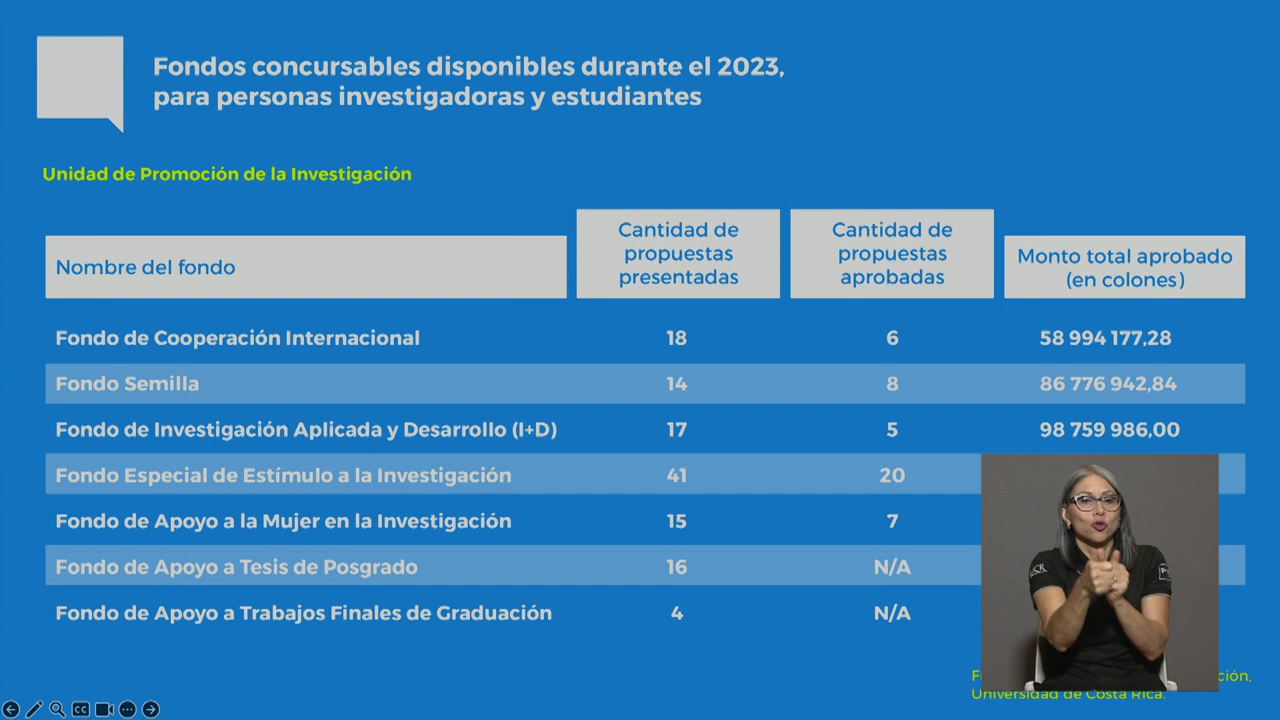 Fondos concursables disponibles durante el 2023,
para personas investigadoras y estudiantes
Unidad de Promoción de la Investigación
Nombre del fondo
Cantidad de
propuestas
presentadas
Cantidad de
propuestas
aprobadas
Monto total aprobado
(en colones)
Fondo de Cooperación Internacional 18 6 58 994 177,28
Fondo Semilla 14 8 86 776 942,84
Fondo de Investigación Aplicada y Desarrollo (I+D) 17 5 98 759 986,00
Fondo Especial de Estímulo a la Investigación 41 20
Fondo de Apoyo a la Mujer en la Investigación 15 7
Fondo de Apoyo a Tesis de Posgrado 16 N/A
Fondo de Apoyo a Trabajos Finales de Graduación 4 N/A
Universidad de Costa Rica.
CC